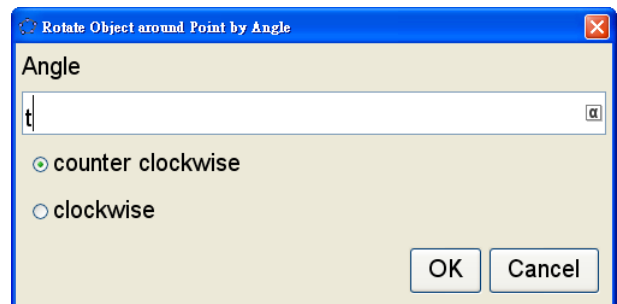 Rotate Object around Point by Angle
Angle
t
α
counter clockwise
clockwise
OK Cancel